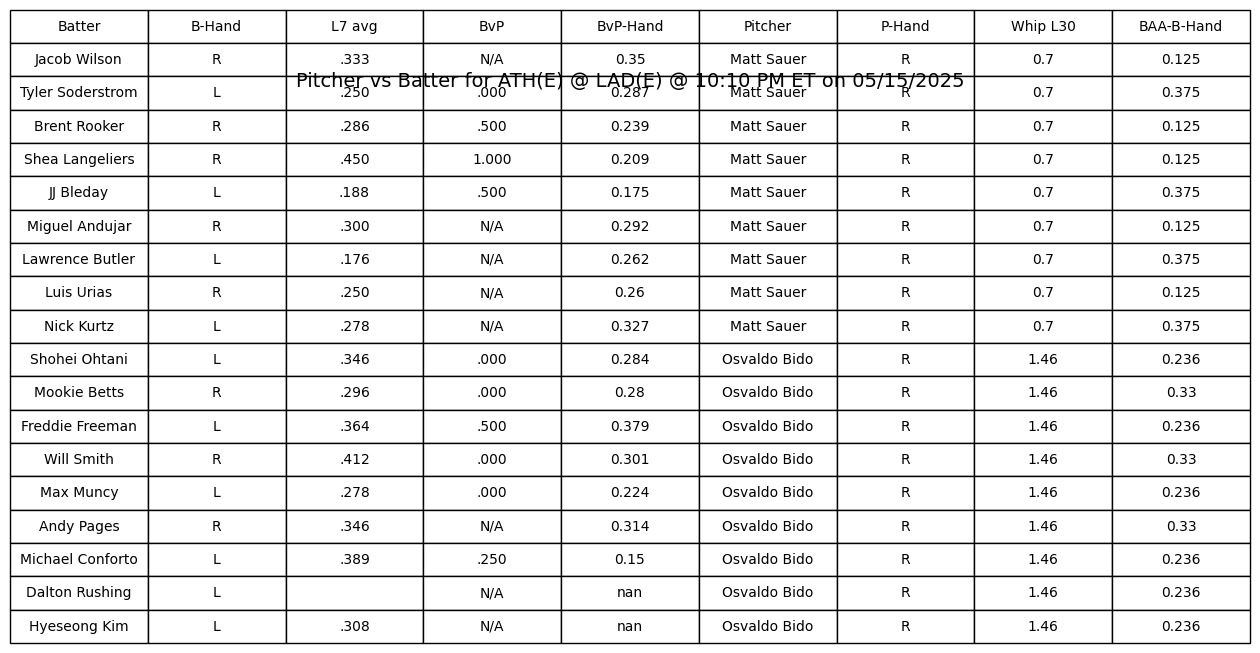 Batter B-Hand L7 avg BvP BvP-Hand Pitcher P-Hand Whip L30 BAA-B-Hand
Jacob Wilson R .333 N/A 0.35 Matt Sauer R 0.7 0.125
Pitcher vs Batter for ATH(E) @ LAD(E) @ 10:10 PM ET on 05/15/2025
Tyler Soderstrom L .250 .000 0.287 Matt Sauer R 0.7 0.375
Brent Rooker R .286 .500 0.239 Matt Sauer R 0.7 0.125
Shea Langeliers R .450 1.000 0.209 Matt Sauer R 0.7 0.125
JJ Bleday L .188 .500 0.175 Matt Sauer R 0.7 0.375
Miguel Andujar R .300 N/A 0.292 Matt Sauer R 0.7 0.125
Lawrence Butler L .176 N/A 0.262 Matt Sauer R 0.7 0.375
Luis Urias R .250 N/A 0.26 Matt Sauer R 0.7 0.125
Nick Kurtz L .278 N/A 0.327 Matt Sauer R 0.7 0.375
Shohei Ohtani L .346 .000 0.284 Osvaldo Bido R 1.46 0.236
Mookie Betts R .296 .000 0.28 Osvaldo Bido R 1.46 0.33
Freddie Freeman L .364 .500 0.379 Osvaldo Bido R 1.46 0.236
Will Smith R .412 .000 0.301 Osvaldo Bido R 1.46 0.33
Max Muncy L .278 .000 0.224 Osvaldo Bido R 1.46 0.236
Andy Pages R .346 N/A 0.314 Osvaldo Bido R 1.46 0.33
Michael Conforto L .389 .250 0.15 Osvaldo Bido R 1.46 0.236
Dalton Rushing L N/A nan Osvaldo Bido R 1.46 0.236
Hyeseong Kim L .308 N/A nan Osvaldo Bido R 1.46 0.236